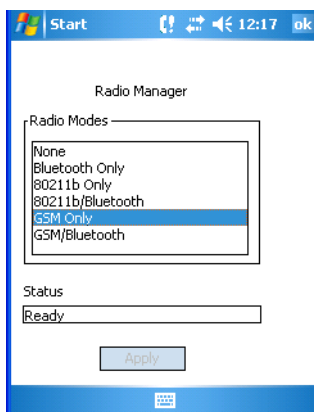 Start 12:17 ok
Radio Manager
Radio Modes
None
Bluetooth Only
80211b Only
80211b/Bluetooth
GSM Only
GSM/Bluetooth
Status
Ready
Apply